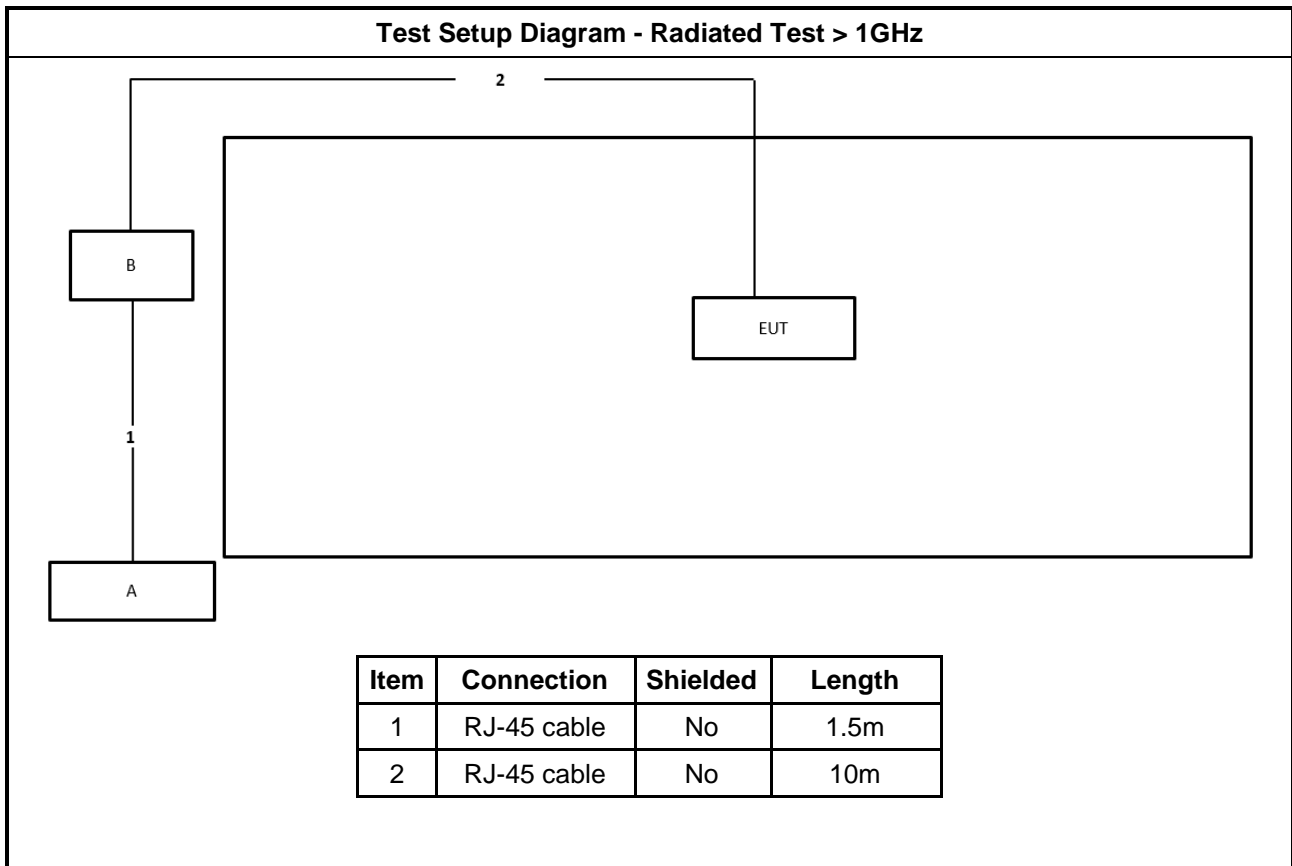 Test Setup Diagram - Radiated Test > 1GHz
2
B
EUT
1
A
Item Connection Shielded Length
1 RJ-45 cable No 1.5m
2 RJ-45 cable No 10m